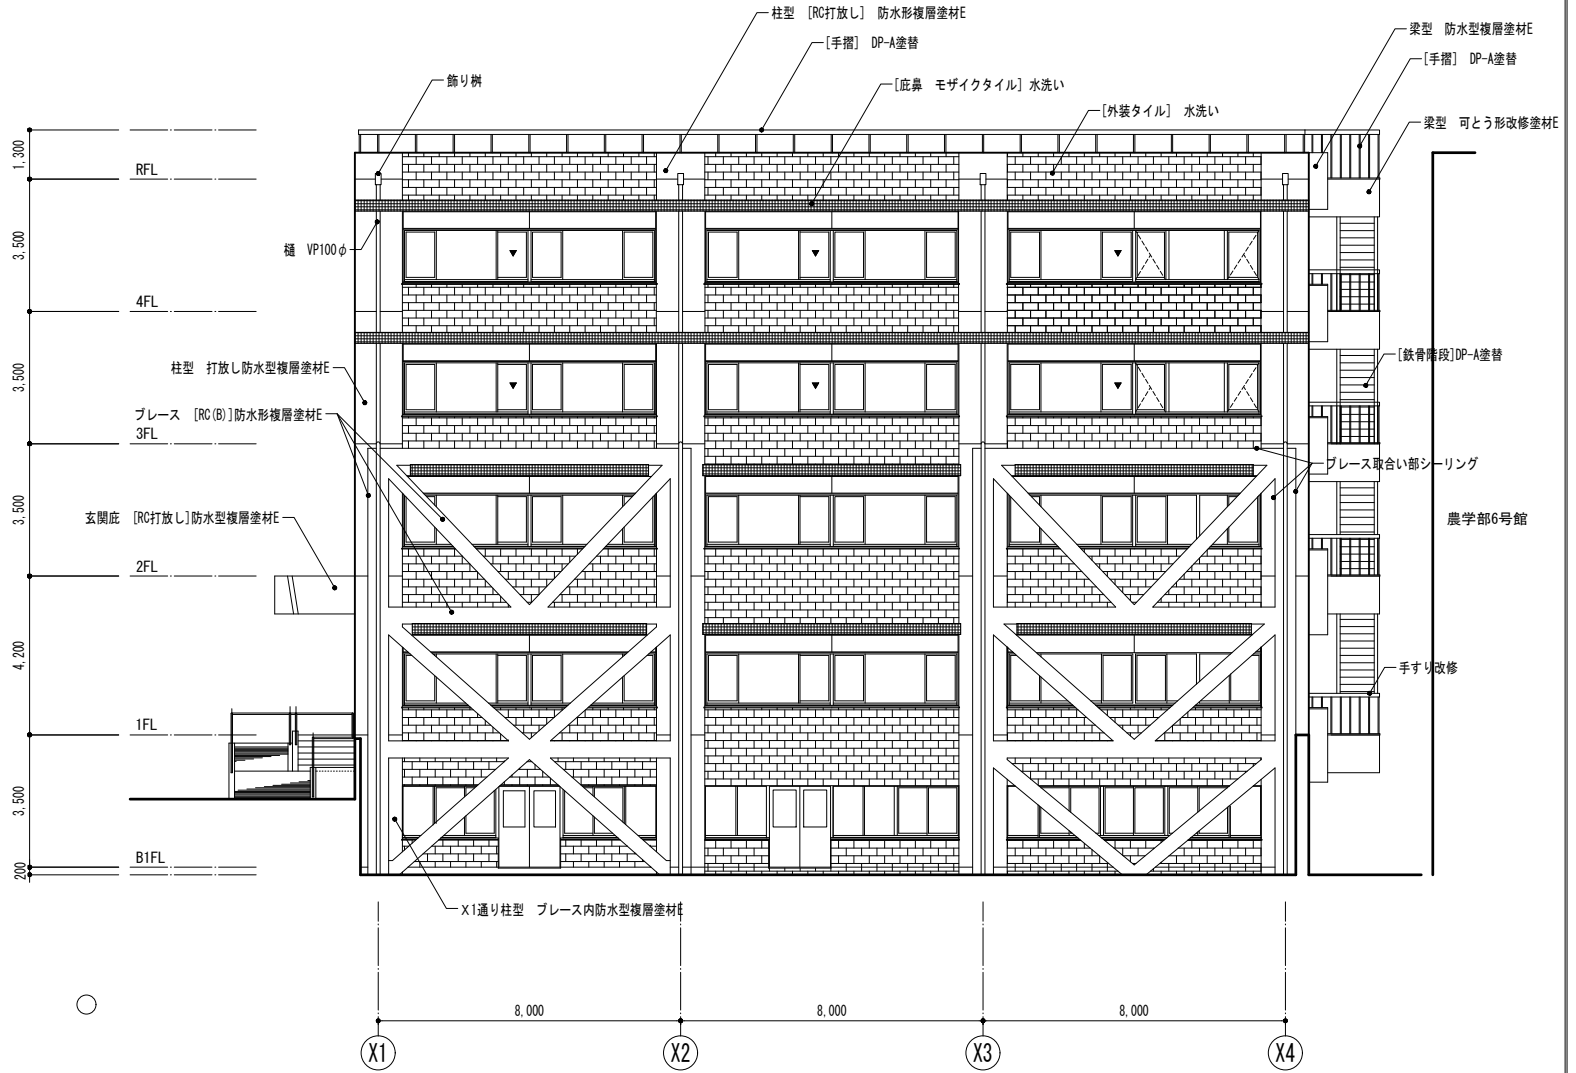 柱型 [RC打放し] 防水形複層塗材E
[手摺] DP-A塗替
梁型 防水型複層塗材E
[手摺] DP-A塗替
飾り桝
[庇鼻 モザイクタイル] 水洗い
[外装タイル] 水洗い
梁型 可とう形改修塗材E
1,300
RFL
樋 VP100φ
3,500
4FL
柱型 打放し防水型複層塗材E
[鉄骨階段]DP-A塗替
3,500
ブレース [RC(B)]防水形複層塗材E
3FL
ブレース取合い部シーリング
3,500
玄関庇 [RC打放し]防水型複層塗材E
農学部6号館
2FL
4,200
手すり改修
1FL
3,500
B1FL
200
X1通り柱型 ブレース内防水型複層塗材E
8,000
8,000
8,000
X1
X2
X3
X4